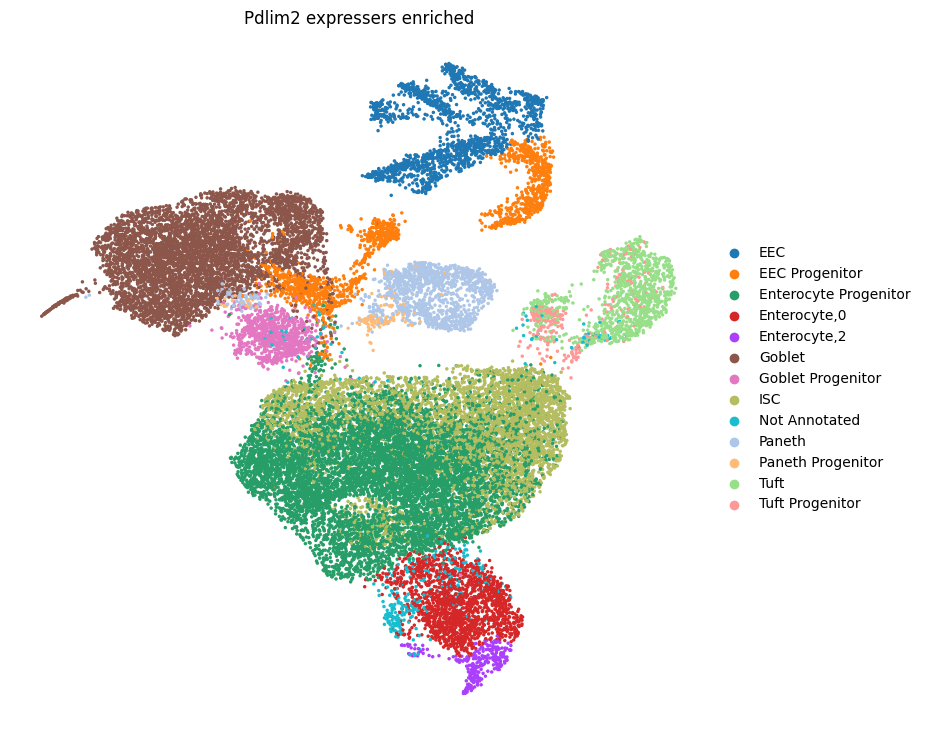 Pdlim2 expressers enriched
EEC
EEC Progenitor
Enterocyte Progenitor
Enterocyte,0
Enterocyte,2
Goblet
Goblet Progenitor
ISC
Not Annotated
Paneth
Paneth Progenitor
Tuft
Tuft Progenitor